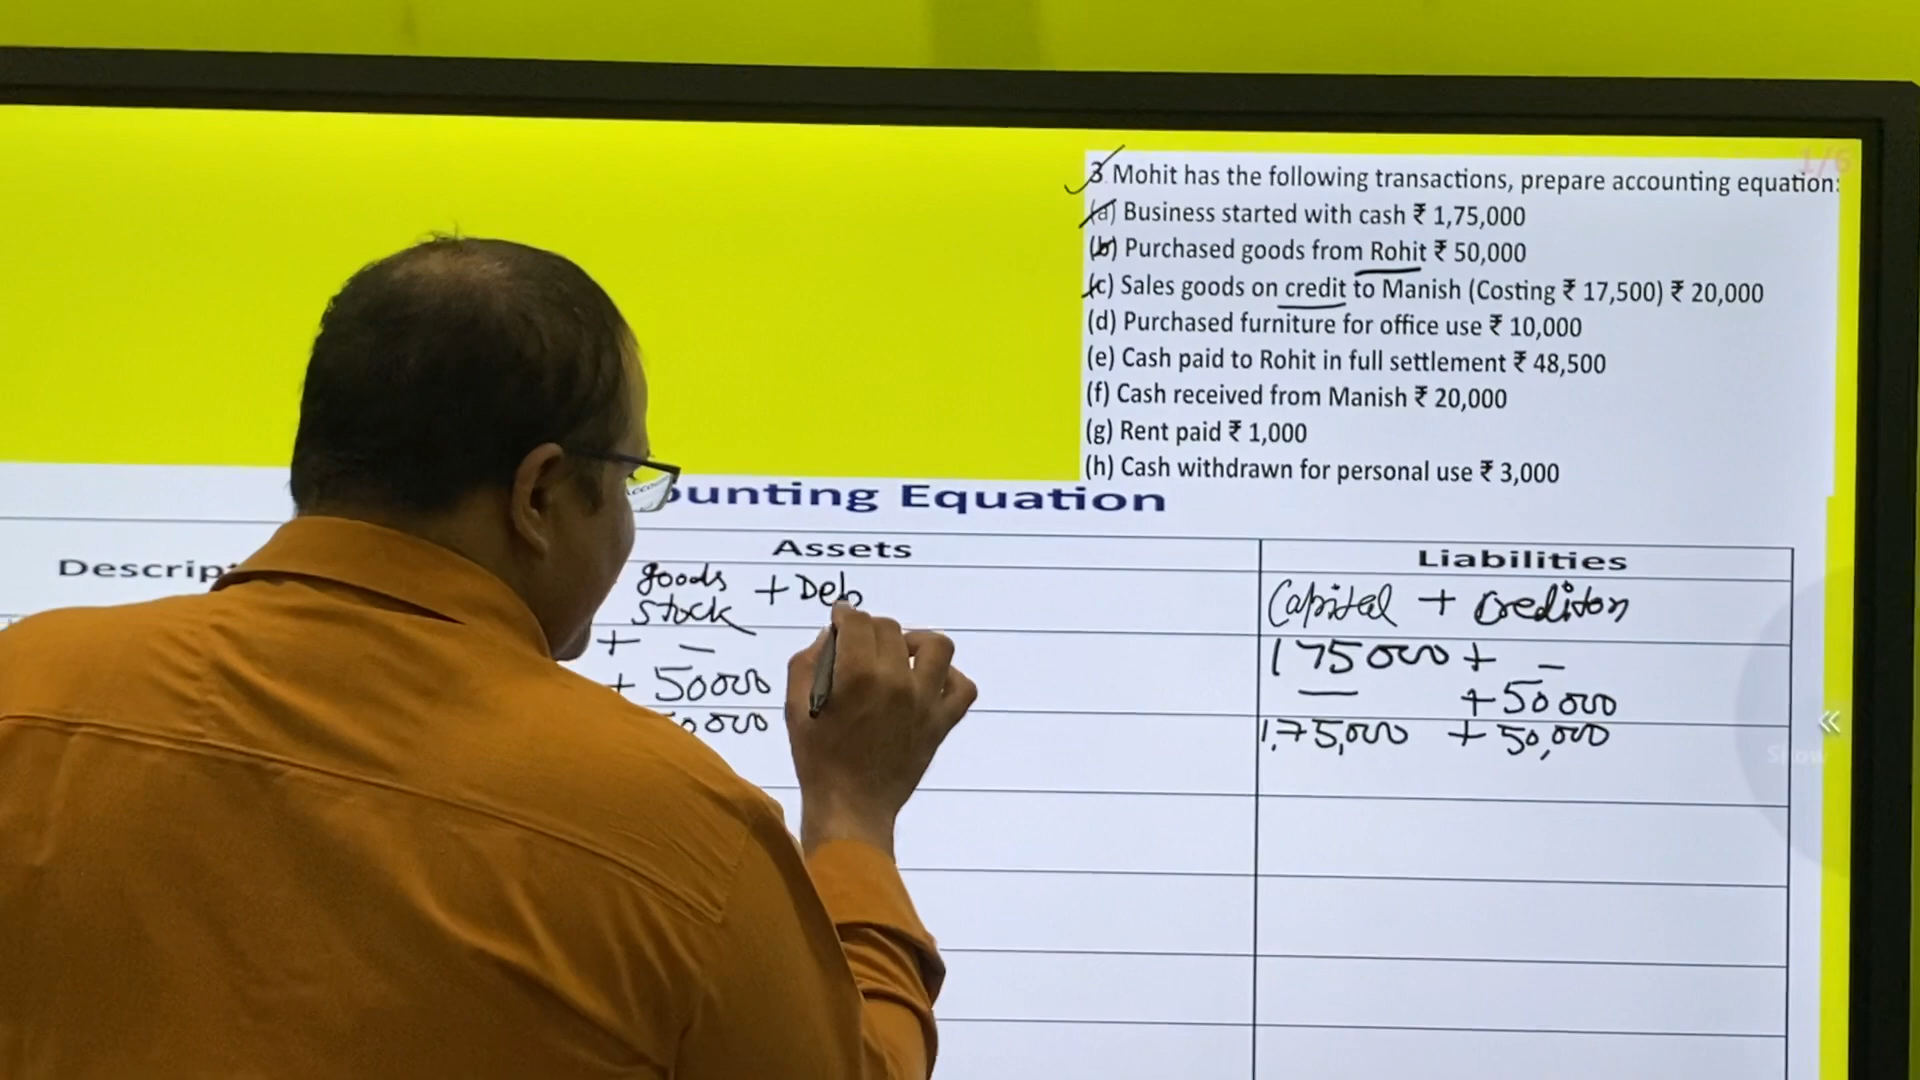 1/6
3. Mohit has the following transactions, prepare accounting equation:
(a) Business started with cash ₹ 1,75,000
(b) Purchased goods from Rohit ₹ 50,000
(c) Sales goods on credit to Manish (Costing ₹ 17,500) ₹ 20,000
(d) Purchased furniture for office use ₹ 10,000
(e) Cash paid to Rohit in full settlement ₹ 48,500
(f) Cash received from Manish ₹ 20,000
(g) Rent paid ₹ 1,000
(h) Cash withdrawn for personal use ₹ 3,000
ounting Equation
Descrip
Assets
Liabilities
goods + Deb
stock
Capital + Creditors
+ –
175000 + –
+ 50000
— +50000
0000
1,75,000 + 50,000
Show